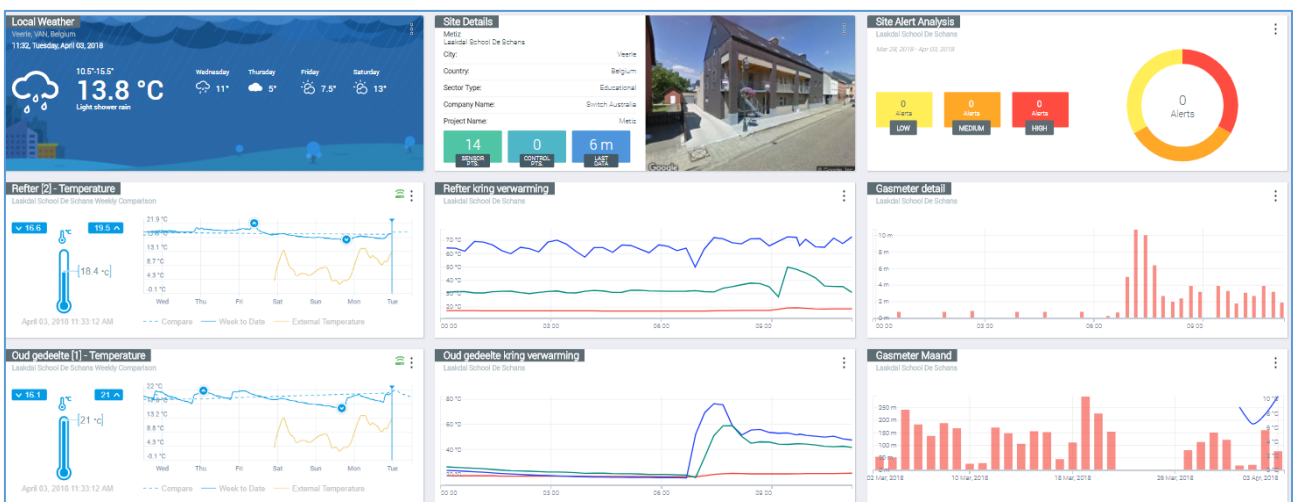 Local Weather
Veerle, VAN, Belgium
11:32, Tuesday, April 03, 2018
10.5°-15.5°
13.8 °C
Light shower rain
Wednesday Thursday Friday Saturday
11° 5° 7.5° 13°
Site Details
Metiz
Laakdal School De Schans
City: Veerle
Country: Belgium
Sector Type: Educational
Company Name: Switch Australia
Project Name: Metiz
14 0 6 m
SENSOR PTS. CONTROL PTS. LAST DATA
Google
Site Alert Analysis
Mar 28, 2018 - Apr 03, 2018
0 Alerts LOW
0 Alerts MEDIUM
0 Alerts HIGH
0
Alerts
Refter [2] - Temperature
Laakdal School De Schans Weekly Comparison
16.6 °C 19.5
[18.4 °C]
21.9 °C
13.1 °C
8.7 °C
4.3 °C
-0.1 °C
Wed Thu Fri Sat Sun Mon Tue
April 03, 2018 11:33:12 AM
Compare Week to Date External Temperature
Refter kring verwarming
Laakdal School De Schans
70 °C
60 °C
50 °C
40 °C
30 °C
20 °C
00:00 03:00 06:00 09:00
Gasmeter detail
Laakdal School De Schans
10 m
8 m
6 m
4 m
2 m
0 m
00:00 03:00 06:00 09:00
Oud gedeelte [1] - Temperature
Laakdal School De Schans Weekly Comparison
16.1 °C 21
[21 °C]
22 °C
13.2 °C
8.8 °C
4.3 °C
-0.1 °C
Wed Thu Fri Sat Sun Mon Tue
April 03, 2018 11:33:12 AM
Compare Week to Date External Temperature
Oud gedeelte kring verwarming
Laakdal School De Schans
80 °C
60 °C
40 °C
20 °C
00:00 03:00 06:00 09:00
Gasmeter Maand
Laakdal School De Schans
250 m
200 m
150 m
100 m
10 °C
8 °C
6 °C
4 °C
02 Mar, 2018 10 Mar, 2018 18 Mar, 2018 26 Mar, 2018 03 Apr, 2018